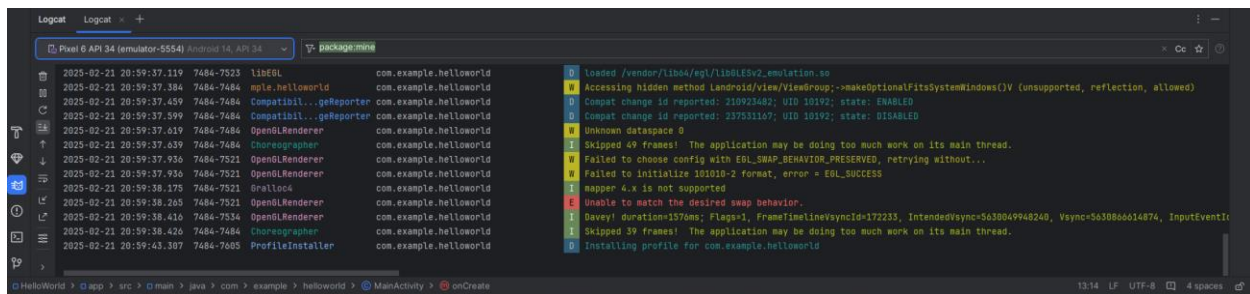 Logcat Logcat × +
Pixel 6 API 34 (emulator-5554) Android 14, API 34 package:mine × Cc
2025-02-21 20:59:37.119 7484-7523 libEGL com.example.helloworld D loaded /vendor/lib64/egl/libGLESv2_emulation.so
2025-02-21 20:59:37.384 7484-7484 mple.helloworld com.example.helloworld W Accessing hidden method Landroid/view/ViewGroup;->makeOptionalFitsSystemWindows()V (unsupported, reflection, allowed)
2025-02-21 20:59:37.459 7484-7484 Compatibil...geReporter com.example.helloworld D Compat change id reported: 210923482; UID 10192; state: ENABLED
2025-02-21 20:59:37.599 7484-7484 Compatibil...geReporter com.example.helloworld D Compat change id reported: 237531167; UID 10192; state: DISABLED
2025-02-21 20:59:37.619 7484-7484 OpenGLRenderer com.example.helloworld W Unknown dataspace 0
2025-02-21 20:59:37.639 7484-7484 Choreographer com.example.helloworld I Skipped 49 frames! The application may be doing too much work on its main thread.
2025-02-21 20:59:37.936 7484-7521 OpenGLRenderer com.example.helloworld W Failed to choose config with EGL_SWAP_BEHAVIOR_PRESERVED, retrying without...
2025-02-21 20:59:37.936 7484-7521 OpenGLRenderer com.example.helloworld W Failed to initialize 101010-2 format, error = EGL_SUCCESS
2025-02-21 20:59:38.175 7484-7521 Gralloc4 com.example.helloworld I mapper 4.x is not supported
2025-02-21 20:59:38.265 7484-7521 OpenGLRenderer com.example.helloworld E Unable to match the desired swap behavior.
2025-02-21 20:59:38.416 7484-7534 OpenGLRenderer com.example.helloworld I Davey! duration=1576ms; Flags=1, FrameTimelineVsyncId=172233, IntendedVsync=5630049948240, Vsync=5630866614874, InputEventId
2025-02-21 20:59:38.426 7484-7484 Choreographer com.example.helloworld I Skipped 39 frames! The application may be doing too much work on its main thread.
2025-02-21 20:59:43.307 7484-7605 ProfileInstaller com.example.helloworld D Installing profile for com.example.helloworld
HelloWorld > app > src > main > java > com > example > helloworld > MainActivity > onCreate 13:14 LF UTF-8 4 spaces